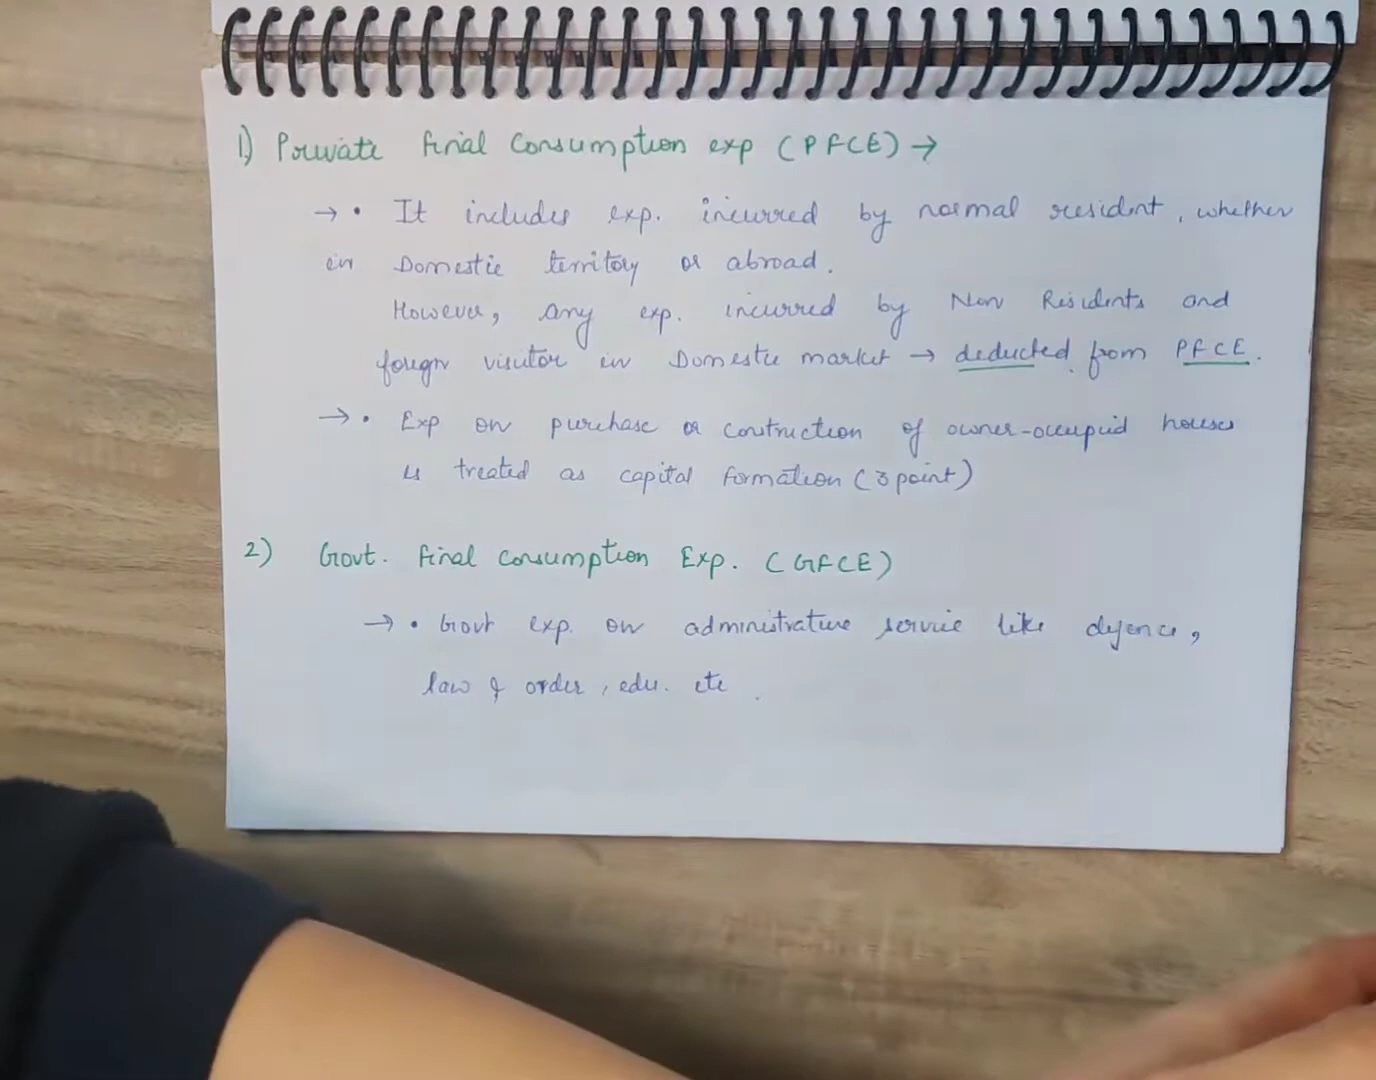 1) Private final Consumption exp (PFCE) →
→ • It includes exp. incurred by normal resident, whether
in Domestic territory or abroad.
However, any exp. incurred by Non Residents and
foreign visitor in Domestic market → deducted from PFCE.
→ • Exp on purchase or contruction of owner-occupied houses
is treated as capital formation (3 point)
2) Govt. final consumption Exp. (GFCE)
→ • Govt exp. on administrative service like defence,
law & order, edu. etc.